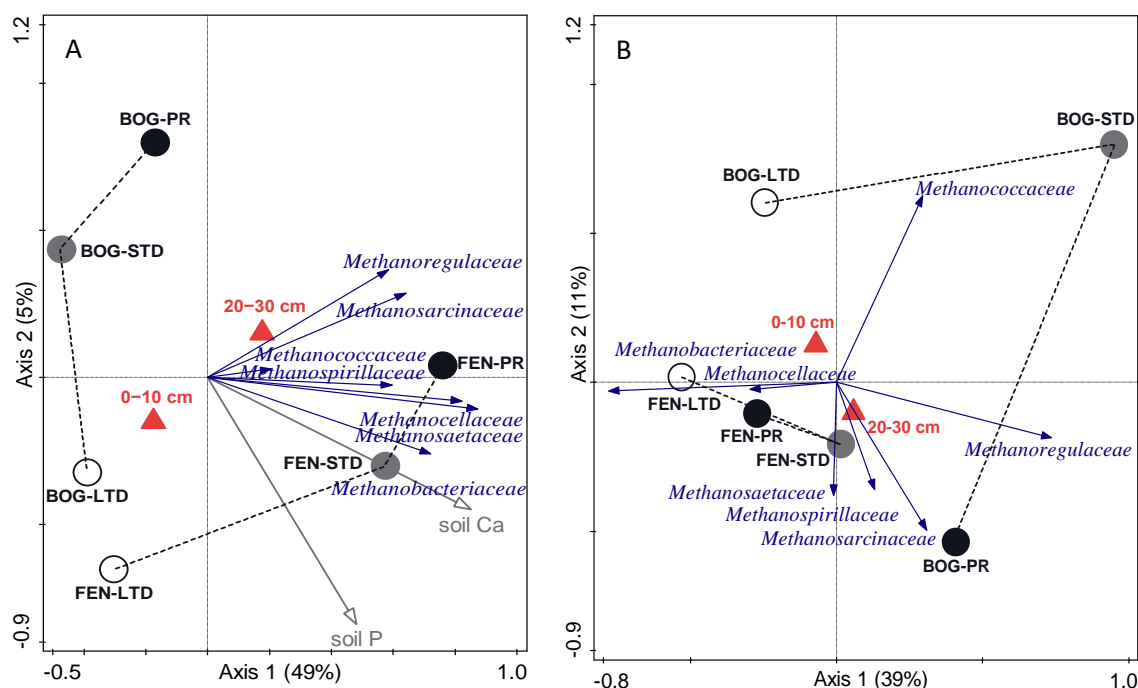 A
1.2
Axis 2 (5%)
-0.9
BOG-PR
BOG-STD
Methanoregulaceae
20−30 cm
Methanosarcinaceae
Methanococcaceae
Methanospirillaceae
FEN-PR
0−10 cm
Methanocellaceae
Methanosaetaceae
FEN-STD
BOG-LTD
Methanobacteriaceae
soil Ca
FEN-LTD
soil P
-0.5
Axis 1 (49%)
1.0
B
1.2
Axis 2 (11%)
-0.9
BOG-STD
BOG-LTD
Methanococcaceae
0-10 cm
Methanobacteriaceae
Methanocellaceae
FEN-LTD
FEN-PR
20-30 cm
FEN-STD
Methanoregulaceae
Methanosaetaceae
Methanospirillaceae
Methanosarcinaceae
BOG-PR
-0.8
Axis 1 (39%)
1.0